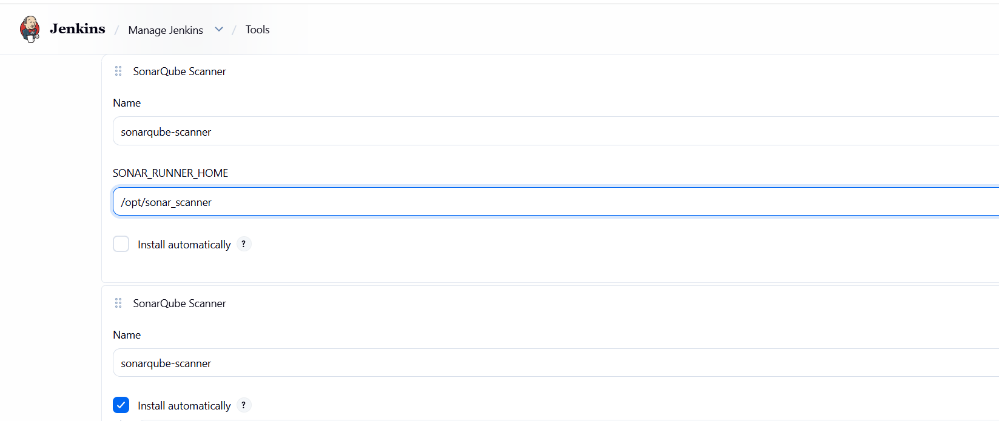 Jenkins / Manage Jenkins / Tools
SonarQube Scanner
Name
sonarqube-scanner
SONAR_RUNNER_HOME
/opt/sonar_scanner
Install automatically ?
SonarQube Scanner
Name
sonarqube-scanner
Install automatically ?